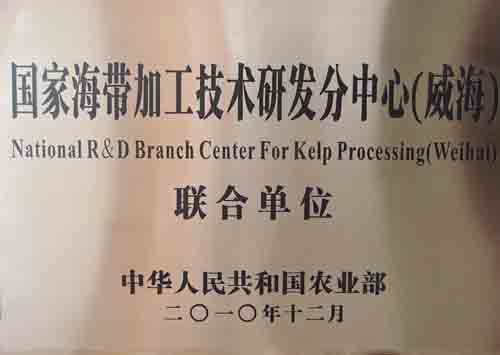 国家海带加工技术研发分中心(威海)
National R&D Branch Center For Kelp Processing(Weihai)
联合单位
中华人民共和国农业部
二〇一〇年十二月